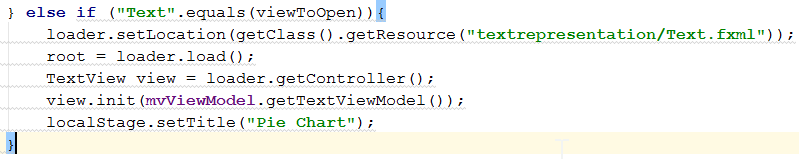 } else if ("Text".equals(viewToOpen)){
loader.setLocation(getClass().getResource("textrepresentation/Text.fxml"));
root = loader.load();
TextView view = loader.getController();
view.init(mvViewModel.getTextViewModel());
localStage.setTitle("Pie Chart");
}